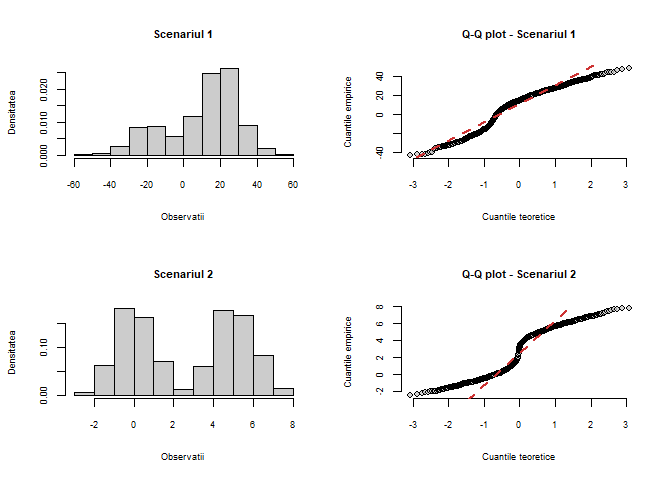 Scenariul 1
Densitatea
0.000 0.010 0.020
-60 -40 -20 0 20 40 60
Observatii
Q-Q plot - Scenariul 1
Cuantile empirice
-40 0 20 40
-3 -2 -1 0 1 2 3
Cuantile teoretice
Scenariul 2
Densitatea
0.00 0.10
-2 0 2 4 6 8
Observatii
Q-Q plot - Scenariul 2
Cuantile empirice
-2 0 2 4 6 8
-3 -2 -1 0 1 2 3
Cuantile teoretice